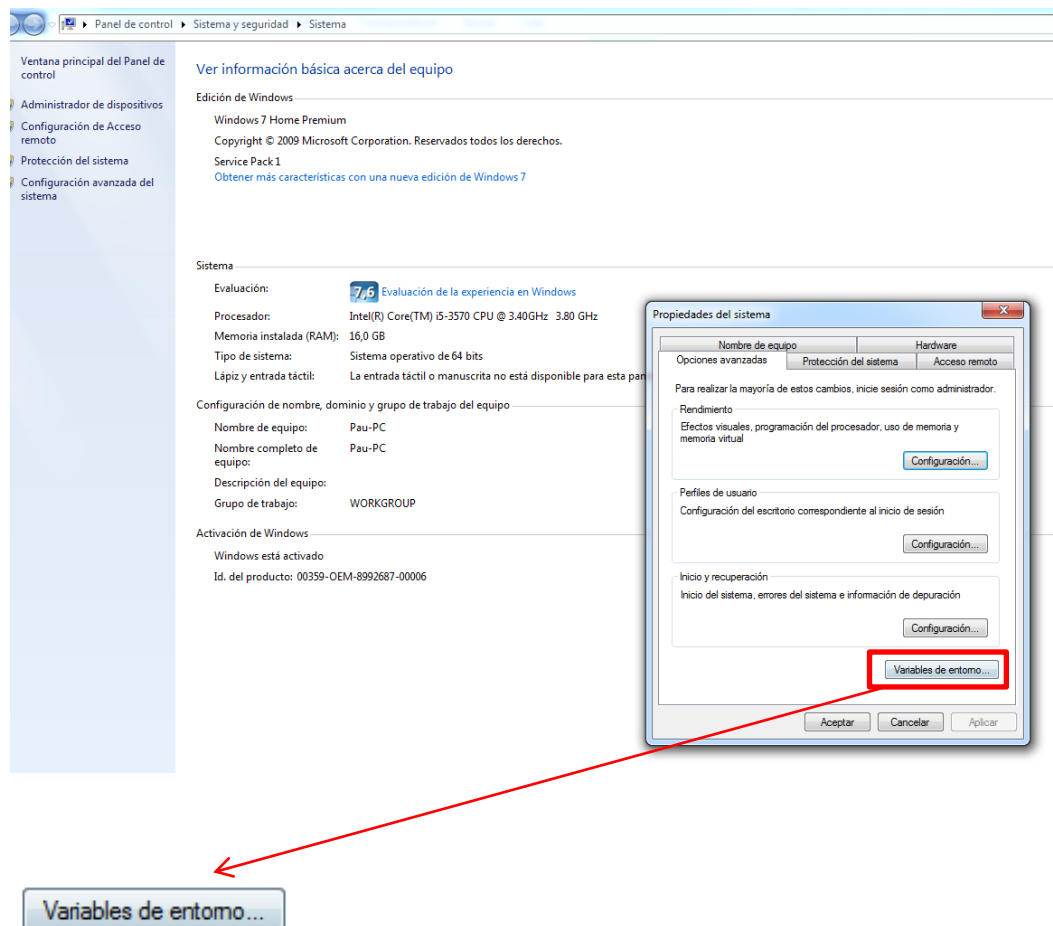 Panel de control ▸ Sistema y seguridad ▸ Sistema
Ventana principal del Panel de
control
Administrador de dispositivos
Configuración de Acceso
remoto
Protección del sistema
Configuración avanzada del
sistema
Ver información básica acerca del equipo
Edición de Windows
Windows 7 Home Premium
Copyright © 2009 Microsoft Corporation. Reservados todos los derechos.
Service Pack 1
Obtener más características con una nueva edición de Windows 7
Sistema
Evaluación: 7,6 Evaluación de la experiencia en Windows
Procesador: Intel(R) Core(TM) i5-3570 CPU @ 3.40GHz 3.80 GHz
Memoria instalada (RAM): 16,0 GB
Tipo de sistema: Sistema operativo de 64 bits
Lápiz y entrada táctil: La entrada táctil o manuscrita no está disponible para esta pan
Configuración de nombre, dominio y grupo de trabajo del equipo
Nombre de equipo: Pau-PC
Nombre completo de Pau-PC
equipo:
Descripción del equipo:
Grupo de trabajo: WORKGROUP
Activación de Windows
Windows está activado
Id. del producto: 00359-OEM-8992687-00006
Propiedades del sistema
Nombre de equipo Hardware
Opciones avanzadas Protección del sistema Acceso remoto
Para realizar la mayoría de estos cambios, inicie sesión como administrador.
Rendimiento
Efectos visuales, programación del procesador, uso de memoria y
memoria virtual
Configuración...
Perfiles de usuario
Configuración del escritorio correspondiente al inicio de sesión
Configuración...
Inicio y recuperación
Inicio del sistema, errores del sistema e información de depuración
Configuración...
Variables de entorno...
Aceptar Cancelar Aplicar
Variables de entorno...